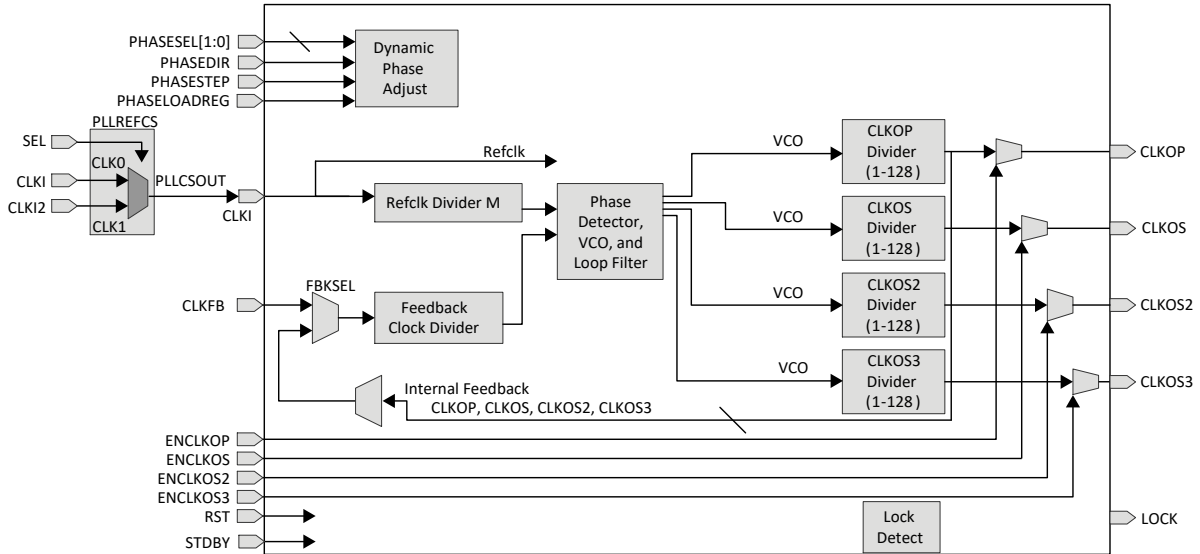 PHASESEL[1:0]
PHASEDIR
PHASESTEP
PHASELOADREG
Dynamic
Phase
Adjust
PLLREFCS
SEL
CLK0
CLKI
CLKI2
CLK1
PLLCSOUT
CLKI
Refclk
Refclk Divider M
Phase
Detector,
VCO, and
Loop Filter
VCO
CLKOP
Divider
(1-128)
CLKOP
VCO
CLKOS
Divider
(1-128)
CLKOS
CLKFB
FBKSEL
Feedback
Clock Divider
VCO
CLKOS2
Divider
(1-128)
CLKOS2
VCO
CLKOS3
Divider
(1-128)
CLKOS3
Internal Feedback
CLKOP, CLKOS, CLKOS2, CLKOS3
ENCLKOP
ENCLKOS
ENCLKOS2
ENCLKOS3
RST
STDBY
Lock
Detect
LOCK